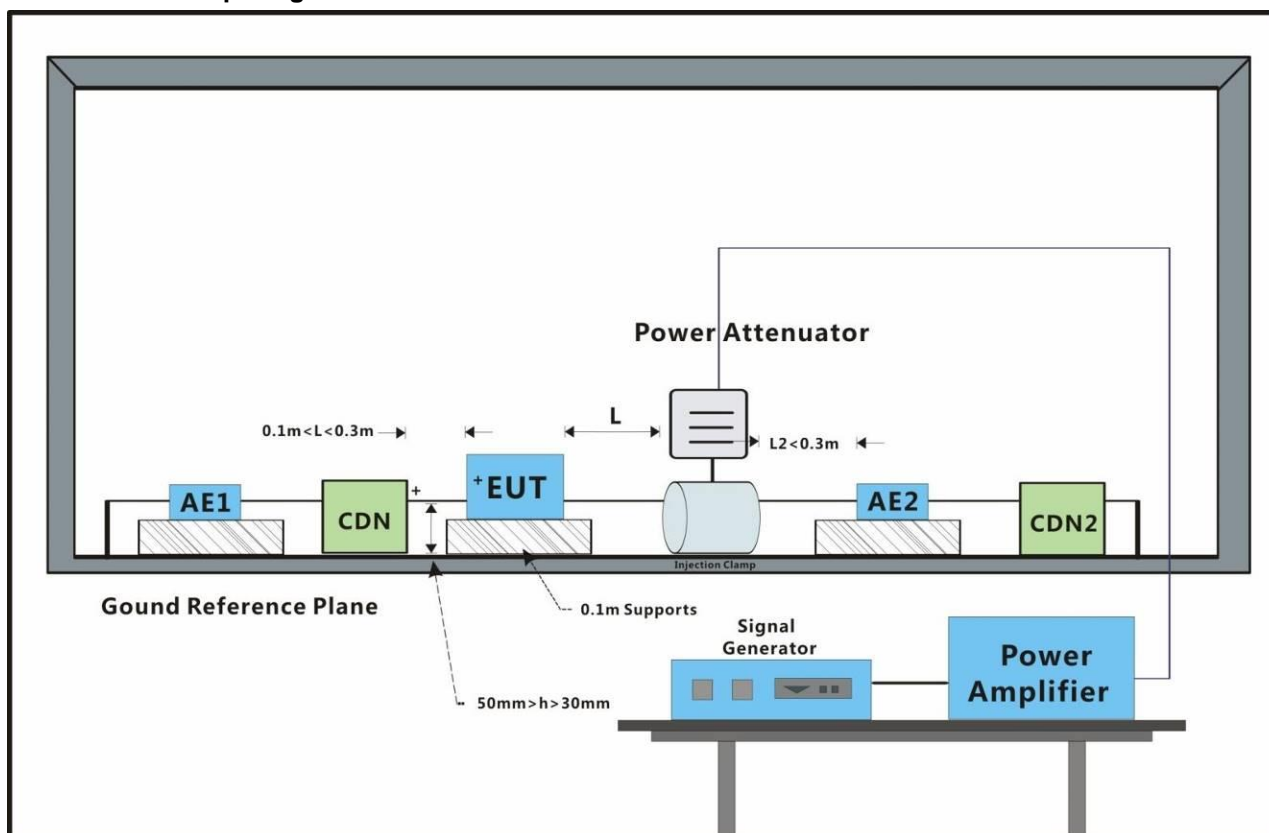 Power Attenuator
0.1m<L<0.3m
L
L2<0.3m
AE1
CDN
+
+EUT
AE2
CDN2
Injection Clamp
Gound Reference Plane
0.1m Supports
50mm>h>30mm
Signal
Generator
Power
Amplifier